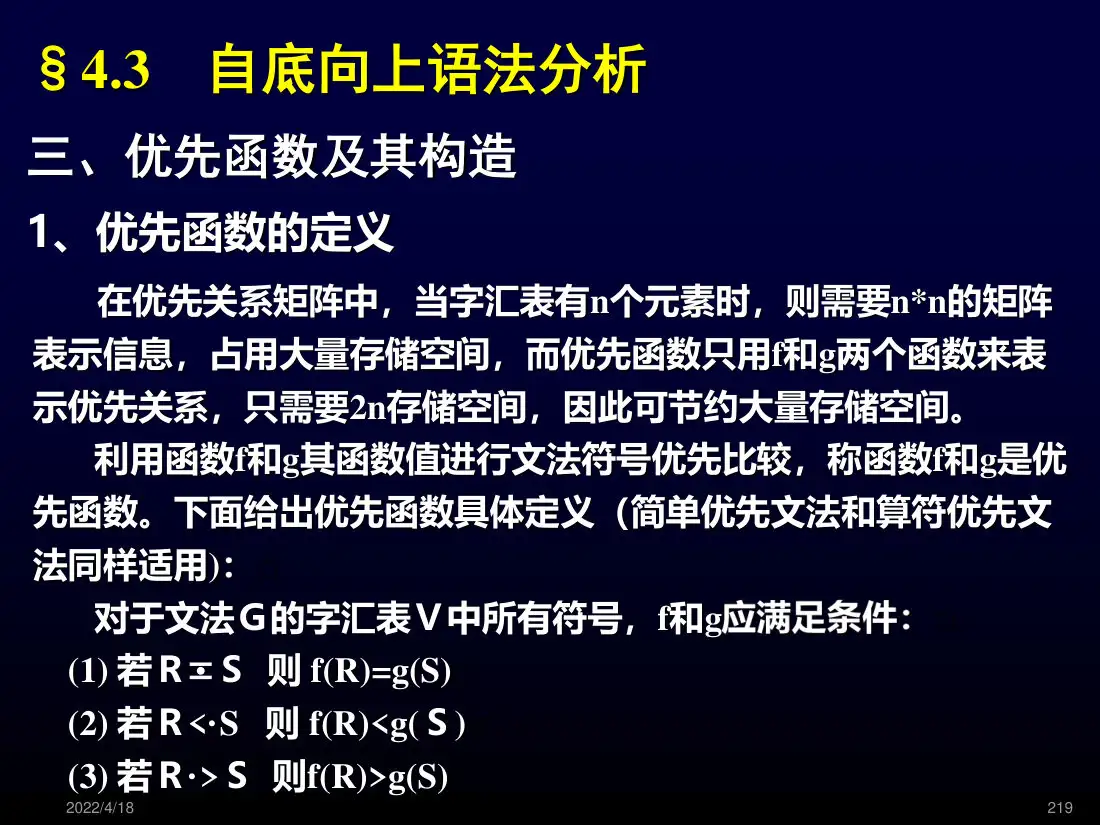 §4.3 自底向上语法分析
三、优先函数及其构造
1、优先函数的定义
在优先关系矩阵中，当字汇表有n个元素时，则需要n*n的矩阵
表示信息，占用大量存储空间，而优先函数只用f和g两个函数来表
示优先关系，只需要2n存储空间，因此可节约大量存储空间。
利用函数f和g其函数值进行文法符号优先比较，称函数f和g是优
先函数。下面给出优先函数具体定义（简单优先文法和算符优先文
法同样适用)：
对于文法Ｇ的字汇表Ｖ中所有符号，f和g应满足条件：
(1) 若Ｒ≖Ｓ 则 f(R)=g(S)
(2) 若Ｒ<·S 则 f(R)<g(Ｓ)
(3) 若Ｒ·>Ｓ 则f(R)>g(S)
2022/4/18
219